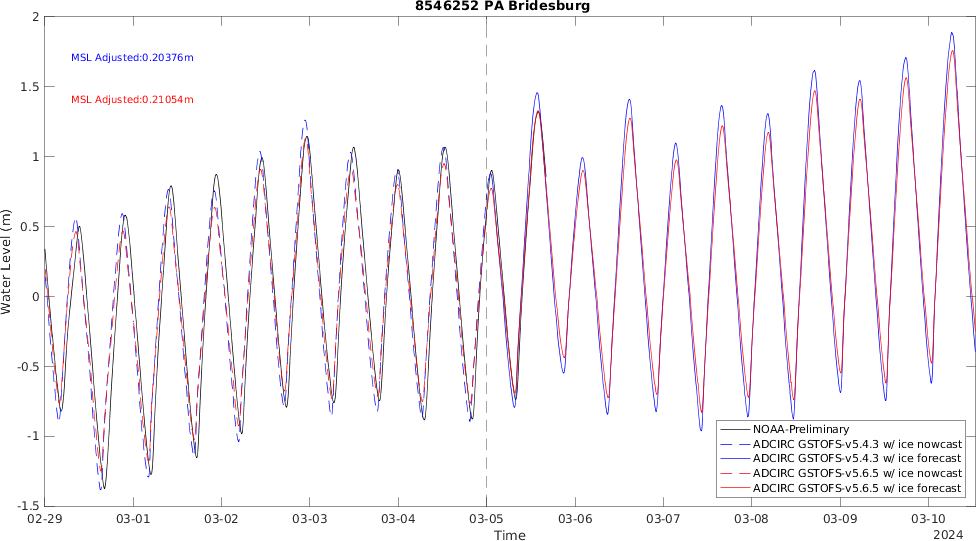 8546252 PA Bridesburg
MSL Adjusted:0.20376m
MSL Adjusted:0.21054m
Water Level (m)
2
1.5
1
0.5
0
-0.5
-1
-1.5
NOAA-Preliminary
ADCIRC GSTOFS-v5.4.3 w/ ice nowcast
ADCIRC GSTOFS-v5.4.3 w/ ice forecast
ADCIRC GSTOFS-v5.6.5 w/ ice nowcast
ADCIRC GSTOFS-v5.6.5 w/ ice forecast
02-29 03-01 03-02 03-03 03-04 03-05 03-06 03-07 03-08 03-09 03-10
Time
2024